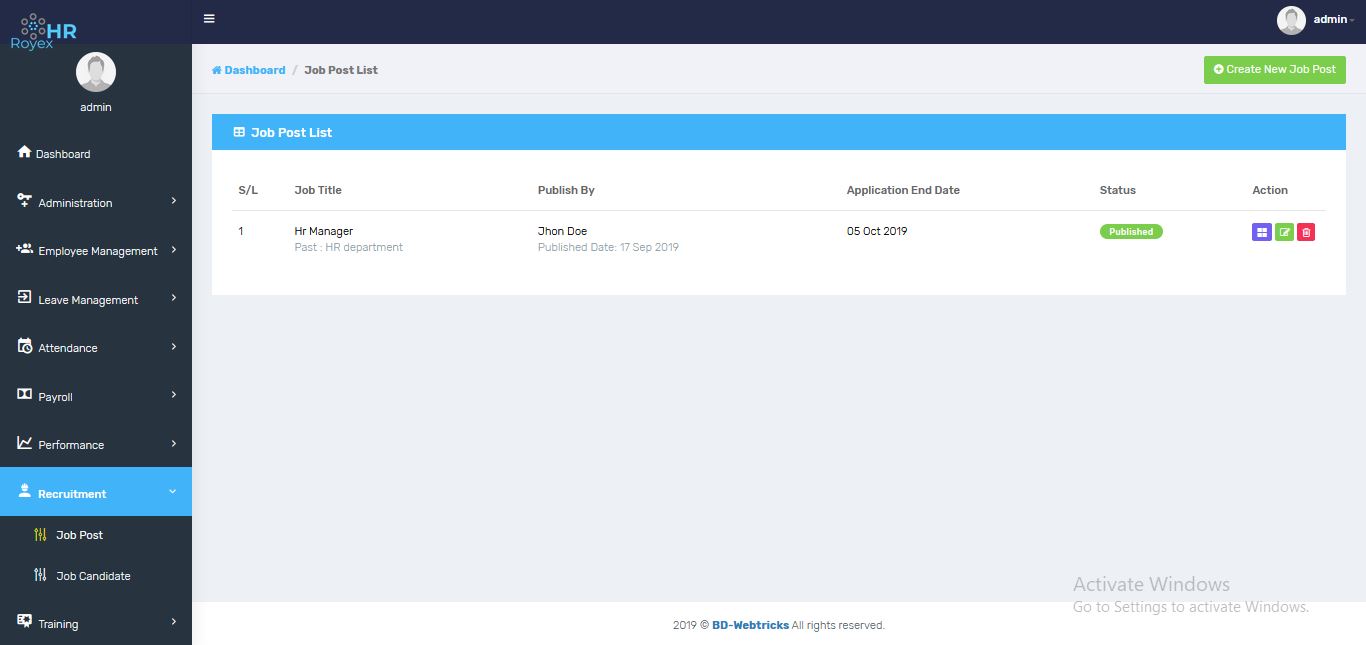 HR
Royex
admin
admin
Dashboard
Administration
Employee Management
Leave Management
Attendance
Payroll
Performance
Recruitment
Job Post
Job Candidate
Training
Dashboard / Job Post List
Create New Job Post
Job Post List
S/L Job Title Publish By Application End Date Status Action
1 Hr Manager Jhon Doe 05 Oct 2019 Published
Past : HR department Published Date: 17 Sep 2019
Activate Windows
Go to Settings to activate Windows.
2019 © BD-Webtricks All rights reserved.